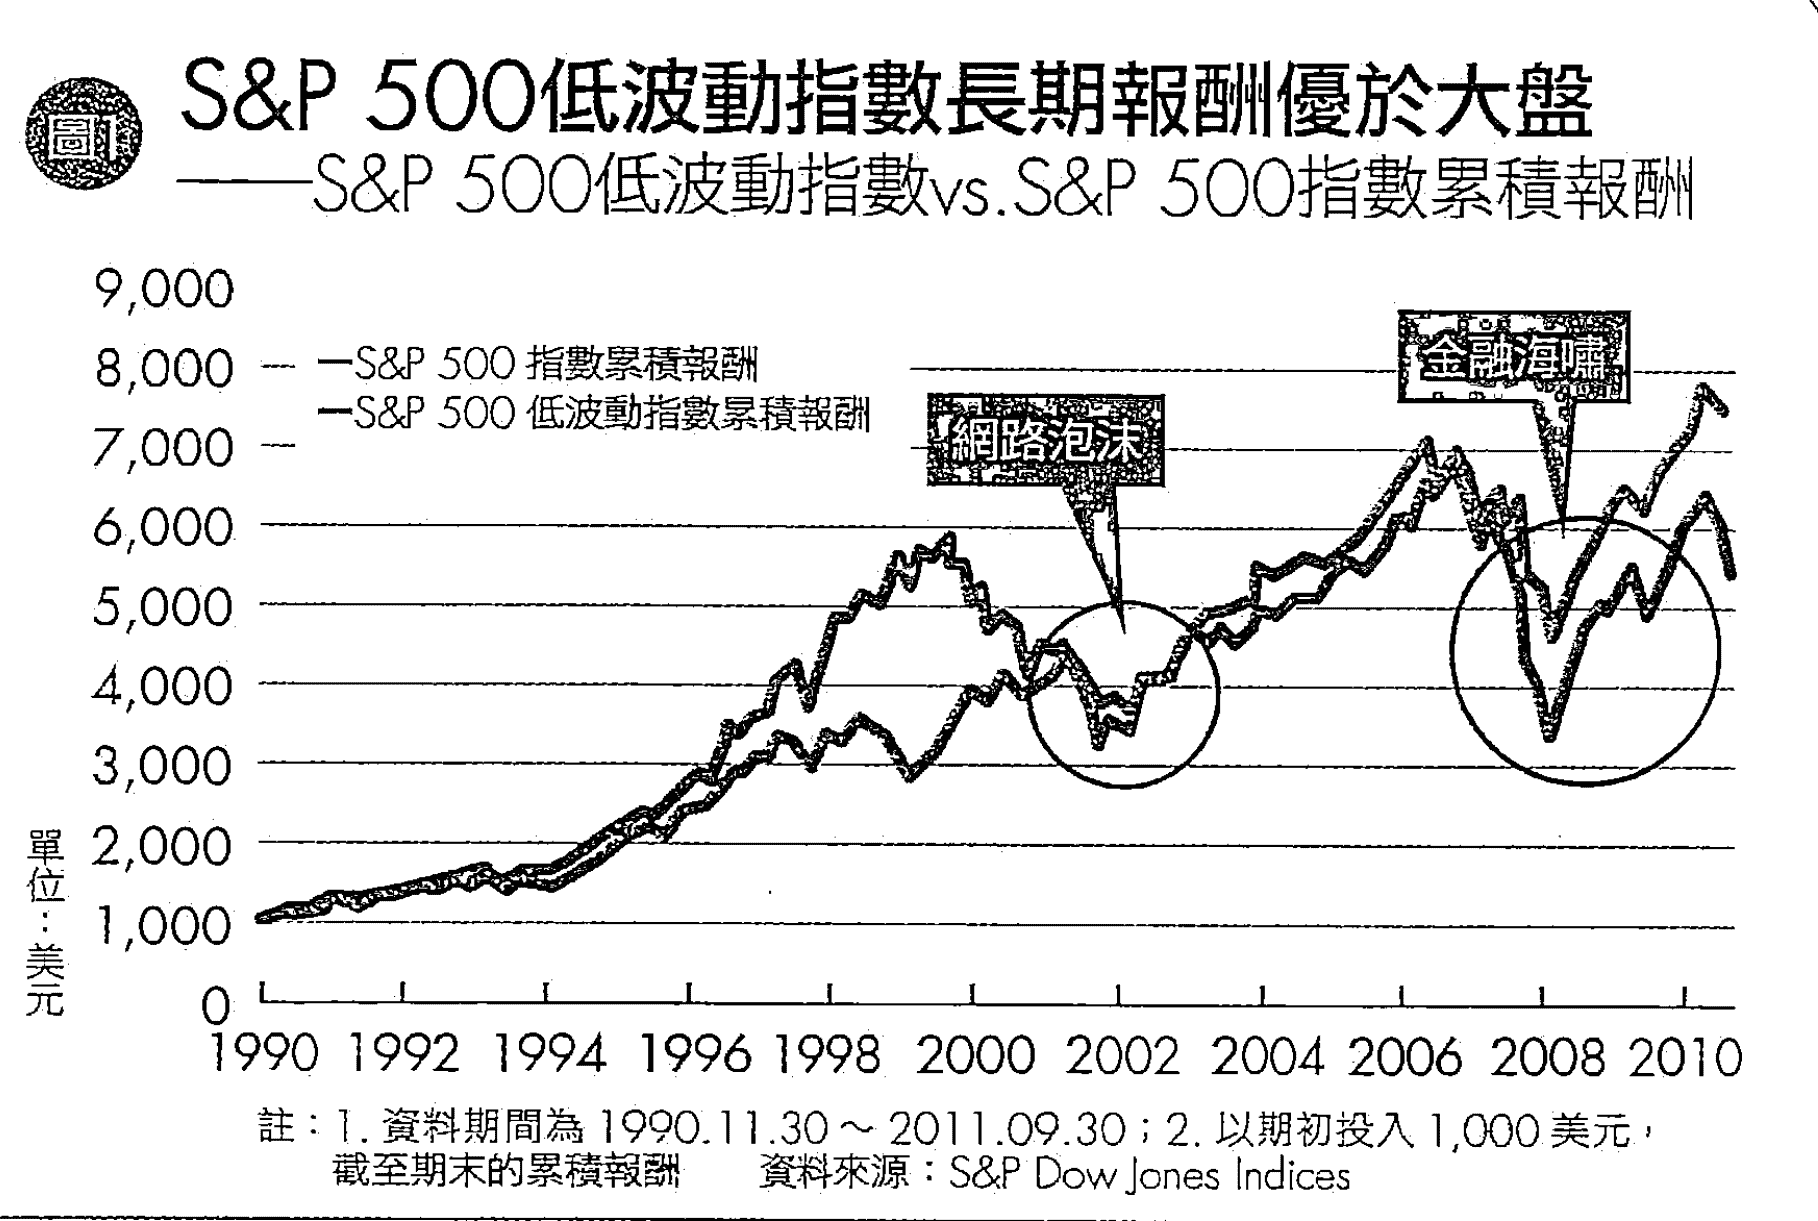 圖1
S&P 500低波動指數長期報酬優於大盤
——S&P 500低波動指數vs.S&P 500指數累積報酬
9,000
8,000
7,000
6,000
5,000
4,000
3,000
2,000
1,000
0
單位：美元
S&P 500 指數累積報酬
S&P 500 低波動指數累積報酬
網路泡沫
金融海嘯
1990 1992 1994 1996 1998 2000 2002 2004 2006 2008 2010
註：1. 資料期間為 1990.11.30～2011.09.30；2. 以期初投入 1,000 美元，
截至期末的累積報酬 資料來源：S&P Dow Jones Indices